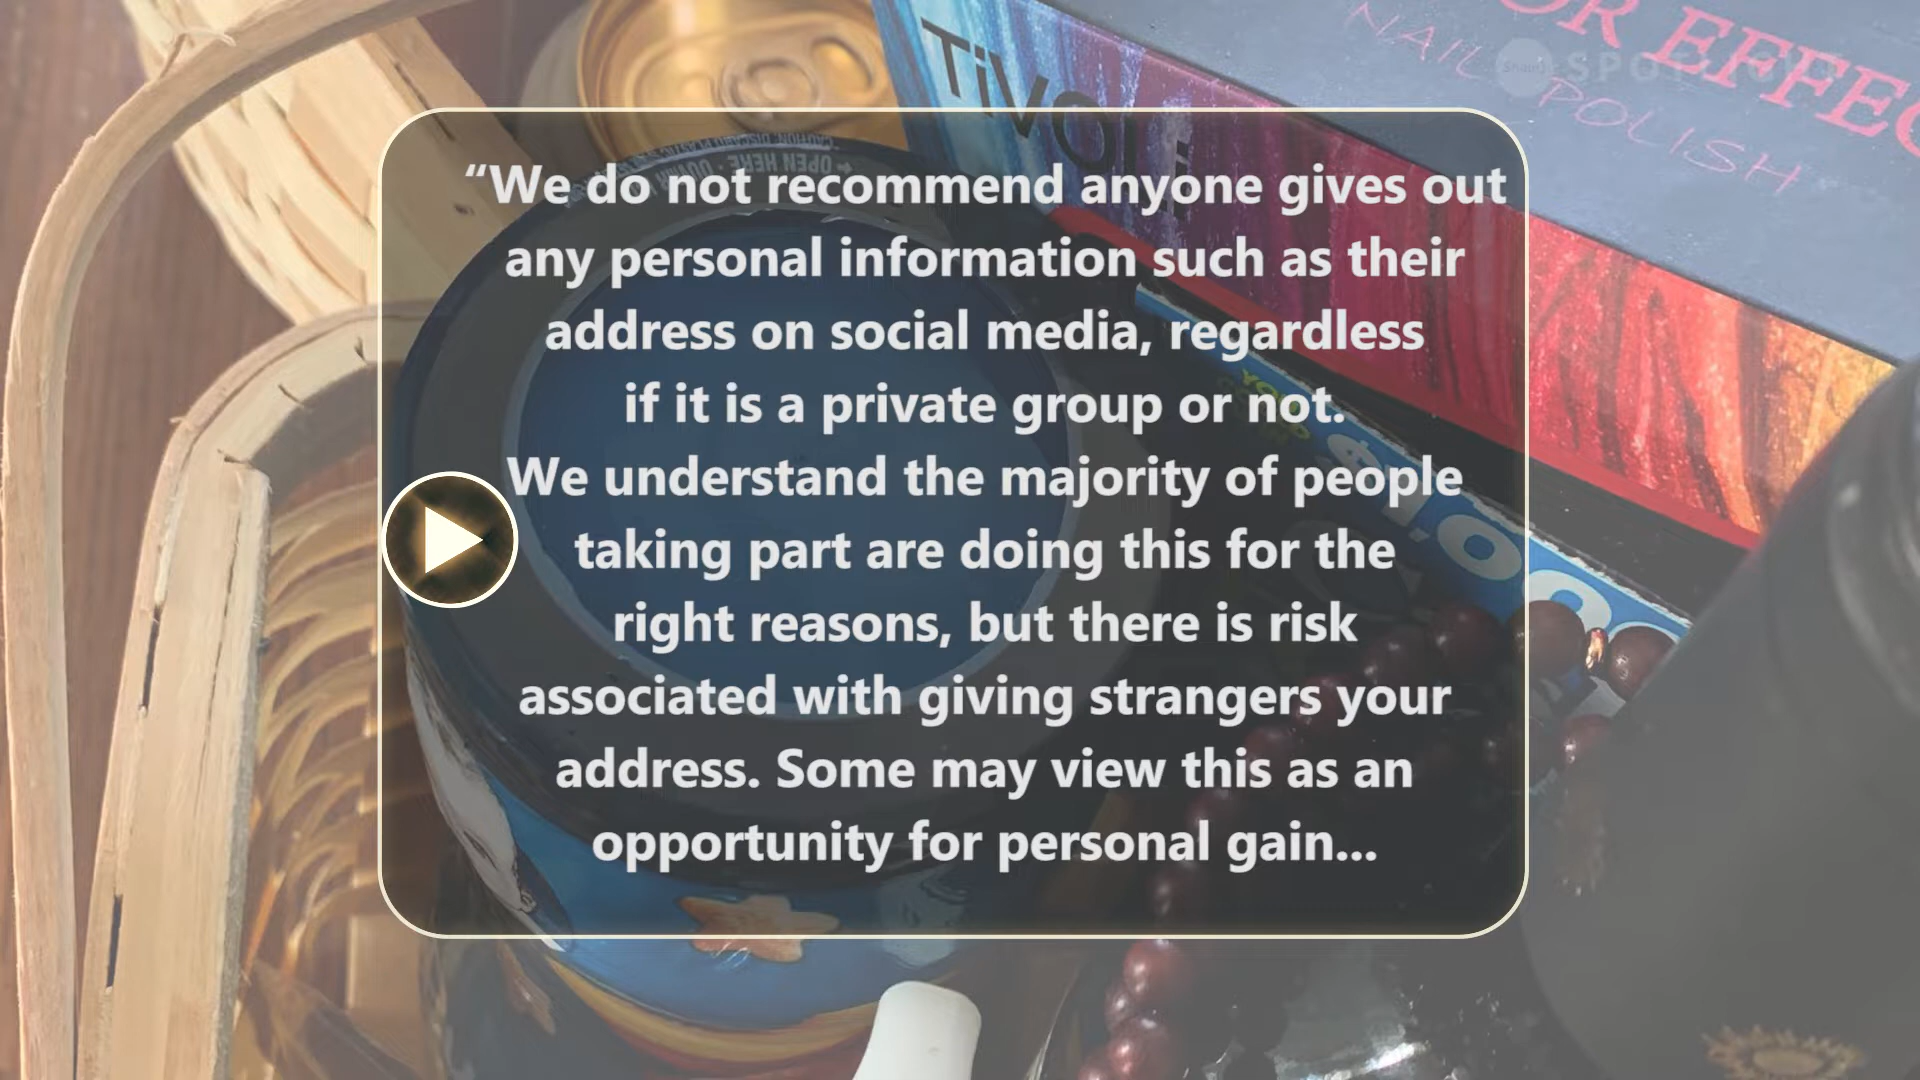 TiVOLi
OR EFFEC
NAIL POLISH
OPEN HERE
“We do not recommend anyone gives out
any personal information such as their
address on social media, regardless
if it is a private group or not.
We understand the majority of people
taking part are doing this for the
right reasons, but there is risk
associated with giving strangers your
address. Some may view this as an
opportunity for personal gain...